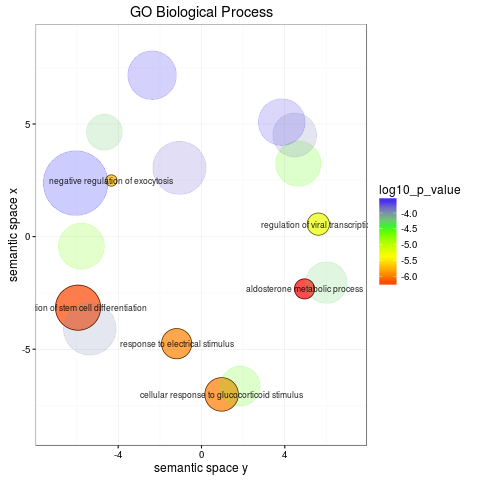 GO Biological Process
log10_p_value
-4.0
-4.5
-5.0
-5.5
-6.0
5
0
-5
negative regulation of exocytosis
regulation of viral transcripti
aldosterone metabolic process
ion of stem cell differentiation
response to electrical stimulus
cellular response to glucocorticoid stimulus
-4
0
4
semantic space y
semantic space x